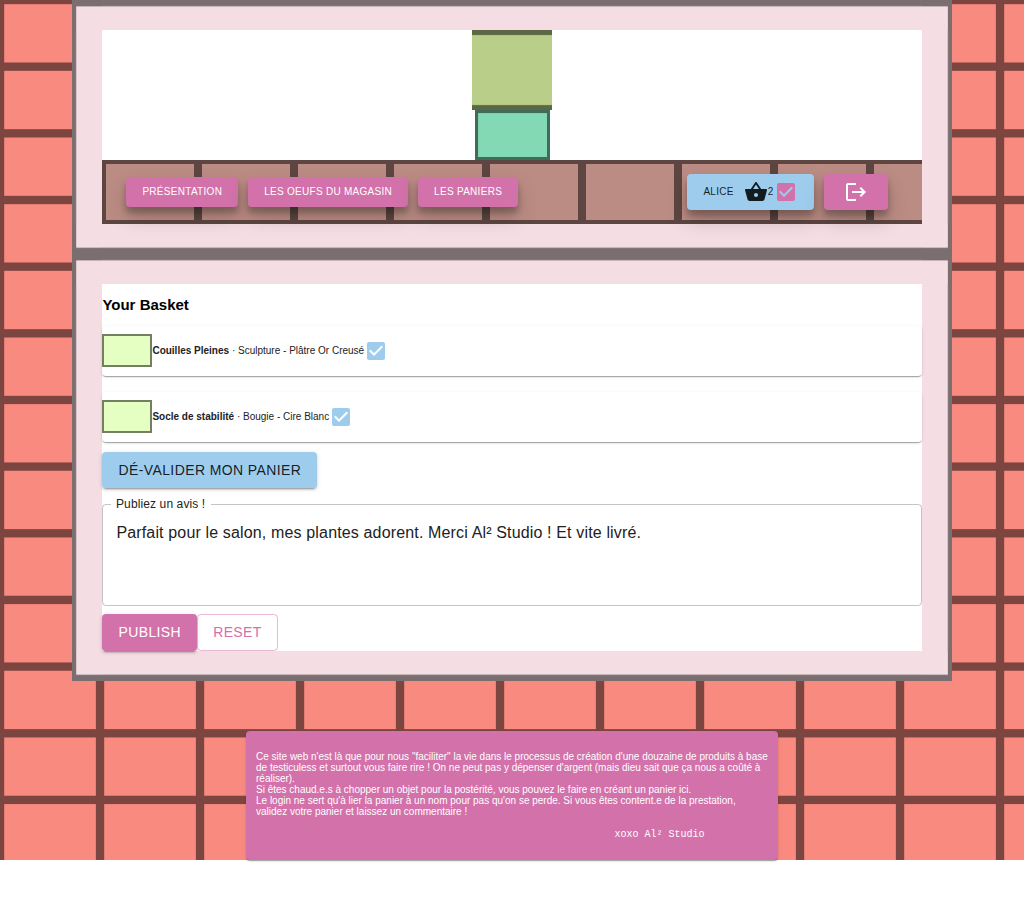 PRÉSENTATION LES OEUFS DU MAGASIN LES PANIERS ALICE 2
Your Basket
Couilles Pleines · Sculpture - Plâtre Or Creusé
Socle de stabilité · Bougie - Cire Blanc
DÉ-VALIDER MON PANIER
Publiez un avis !
Parfait pour le salon, mes plantes adorent. Merci Al² Studio ! Et vite livré.
PUBLISH RESET
Ce site web n'est là que pour nous "faciliter" la vie dans le processus de création d'une douzaine de produits à base
de testiculess et surtout vous faire rire ! On ne peut pas y dépenser d'argent (mais dieu sait que ça nous a coûté à
réaliser).
Si êtes chaud.e.s à chopper un objet pour la postérité, vous pouvez le faire en créant un panier ici.
Le login ne sert qu'à lier la panier à un nom pour pas qu'on se perde. Si vous êtes content.e de la prestation,
validez votre panier et laissez un commentaire !
xoxo Al² Studio